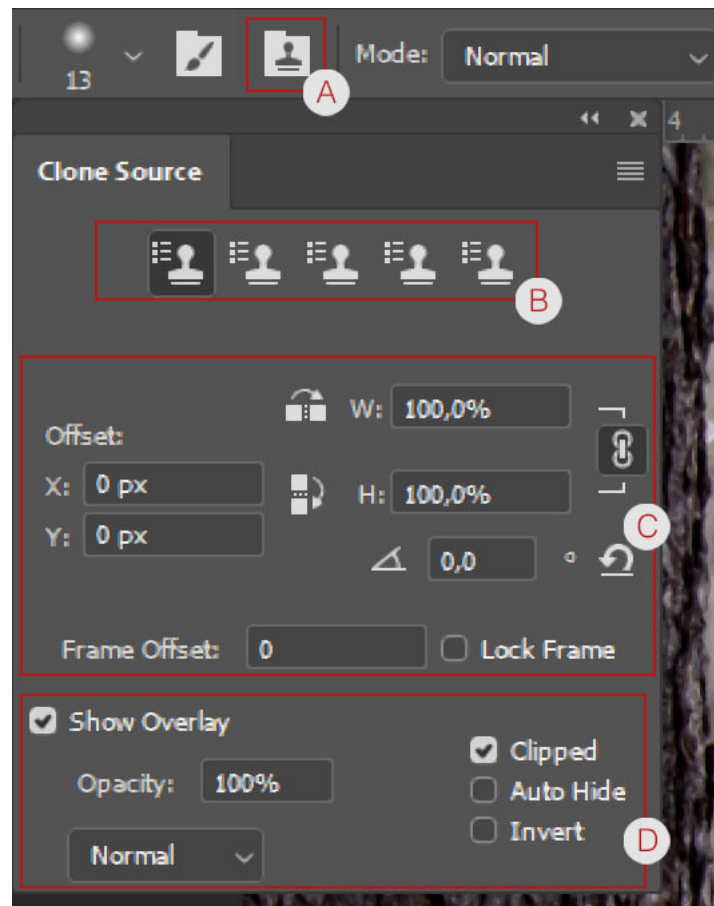 13
Mode: Normal
A
4
Clone Source
B
W: 100,0%
Offset:
X: 0 px
H: 100,0%
Y: 0 px
C
0,0 °
Frame Offset: 0 Lock Frame
Show Overlay
Clipped
Opacity: 100%
Auto Hide
Invert
D
Normal